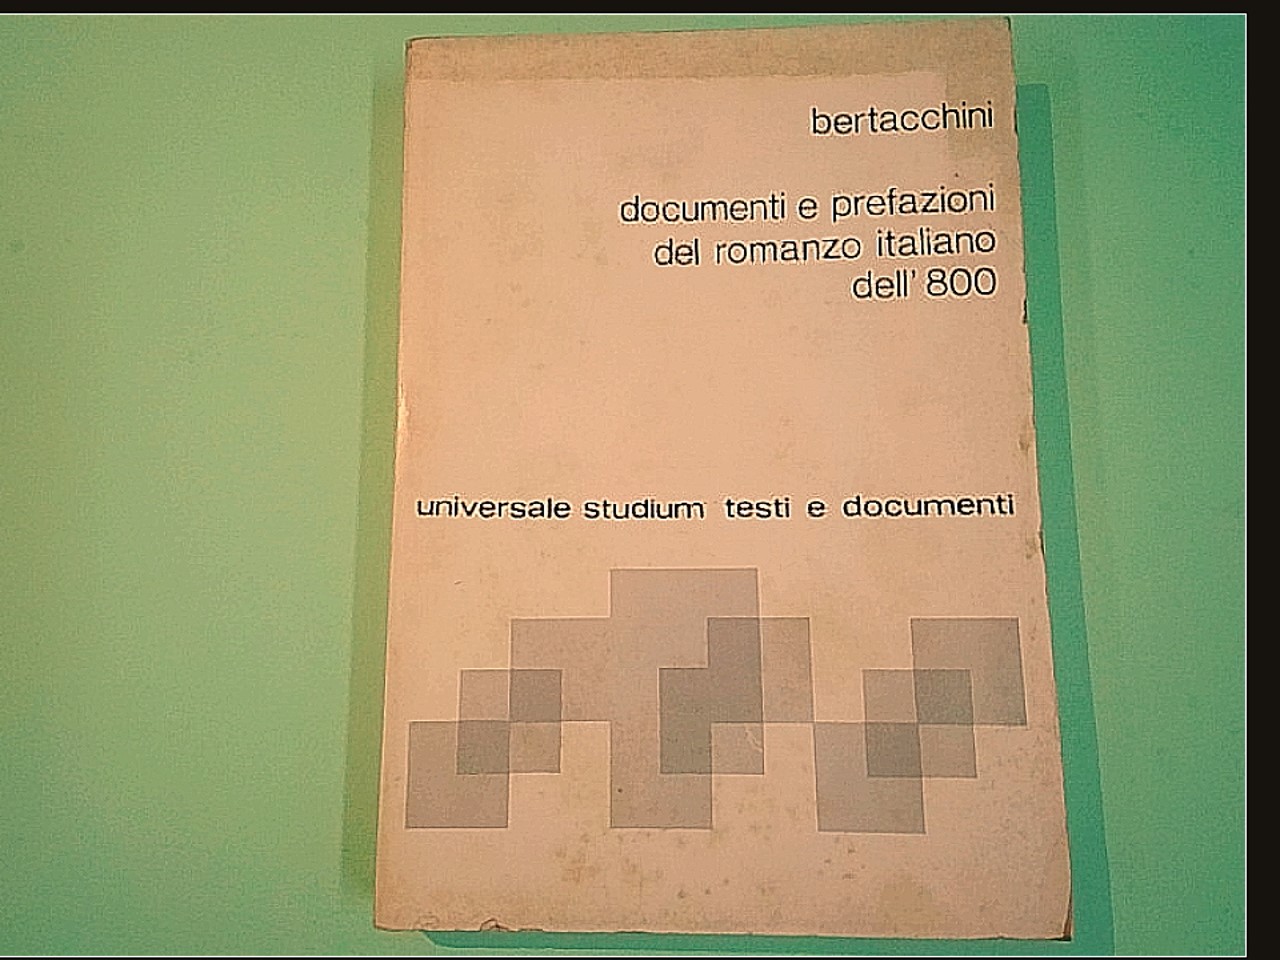 bertacchini
documenti e prefazioni
del romanzo italiano
dell' 800
universale studium testi e documenti